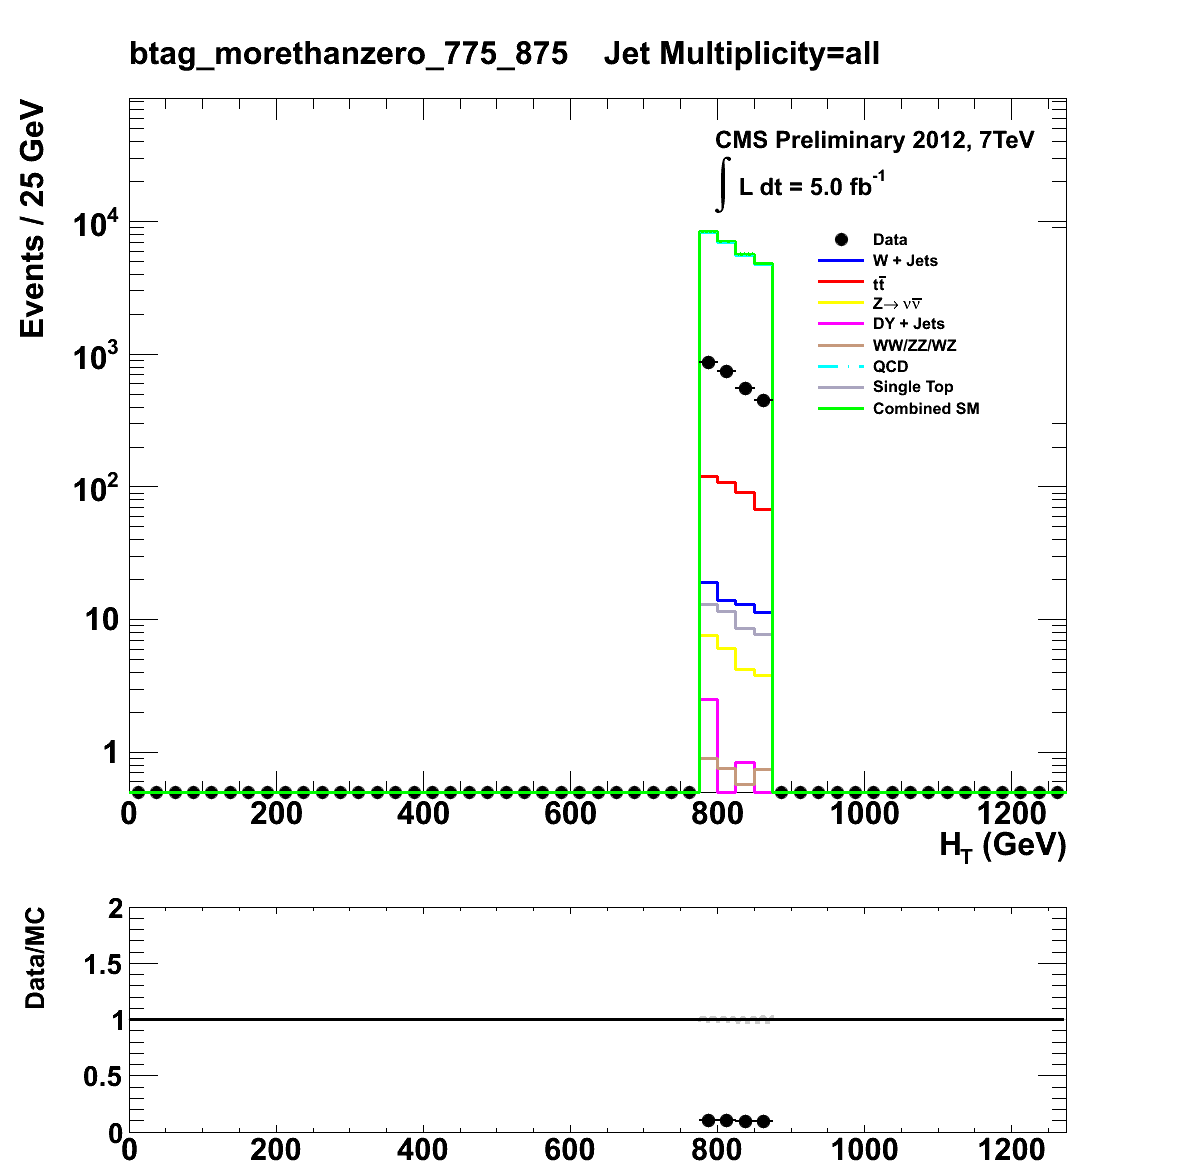 btag_morethanzero_775_875 Jet Multiplicity=all
Events / 25 GeV
CMS Preliminary 2012, 7TeV
∫ L dt = 5.0 fb⁻¹
Data
W + Jets
tt̅
Z→ νν̅
DY + Jets
WW/ZZ/WZ
QCD
Single Top
Combined SM
10⁴
10³
10²
10
1
0 200 400 600 800 1000 1200
H_T (GeV)
Data/MC
2
1.5
1
0.5
0
0 200 400 600 800 1000 1200